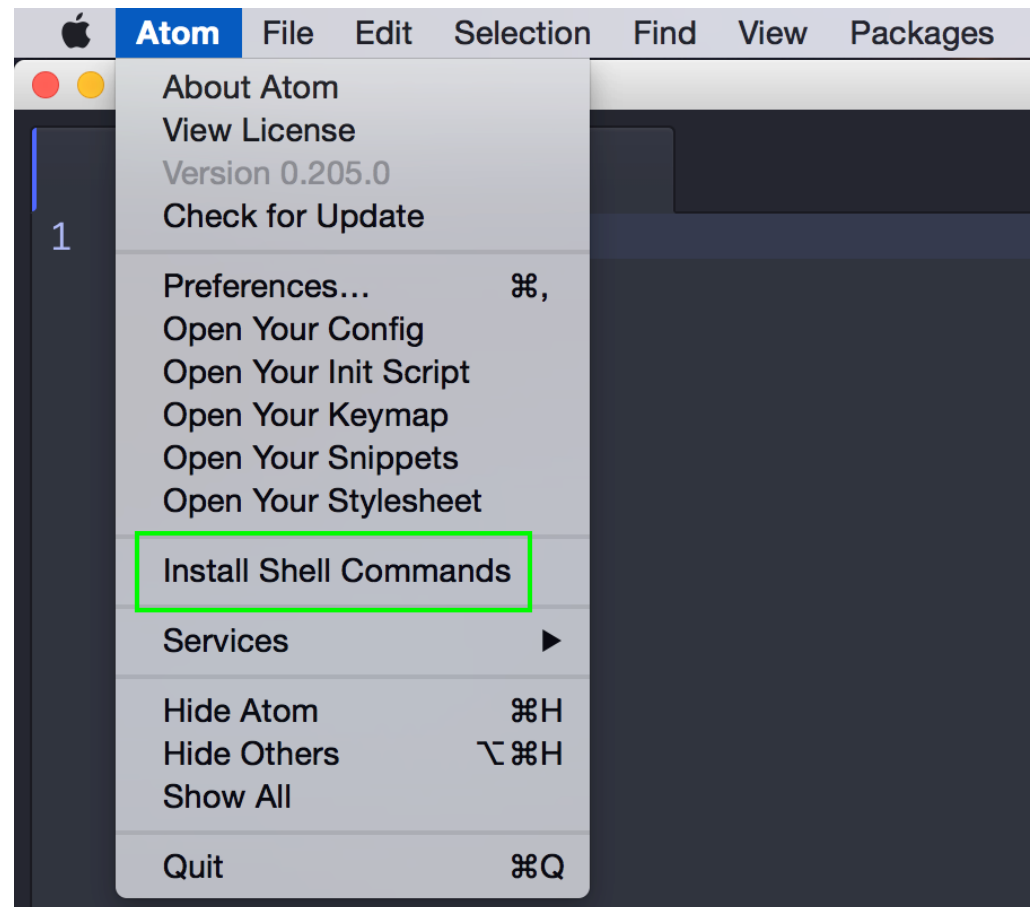 Atom File Edit Selection Find View Packages
About Atom
View License
Version 0.205.0
Check for Update
1
Preferences... ⌘,
Open Your Config
Open Your Init Script
Open Your Keymap
Open Your Snippets
Open Your Stylesheet
Install Shell Commands
Services ▶
Hide Atom ⌘H
Hide Others ⌥⌘H
Show All
Quit ⌘Q